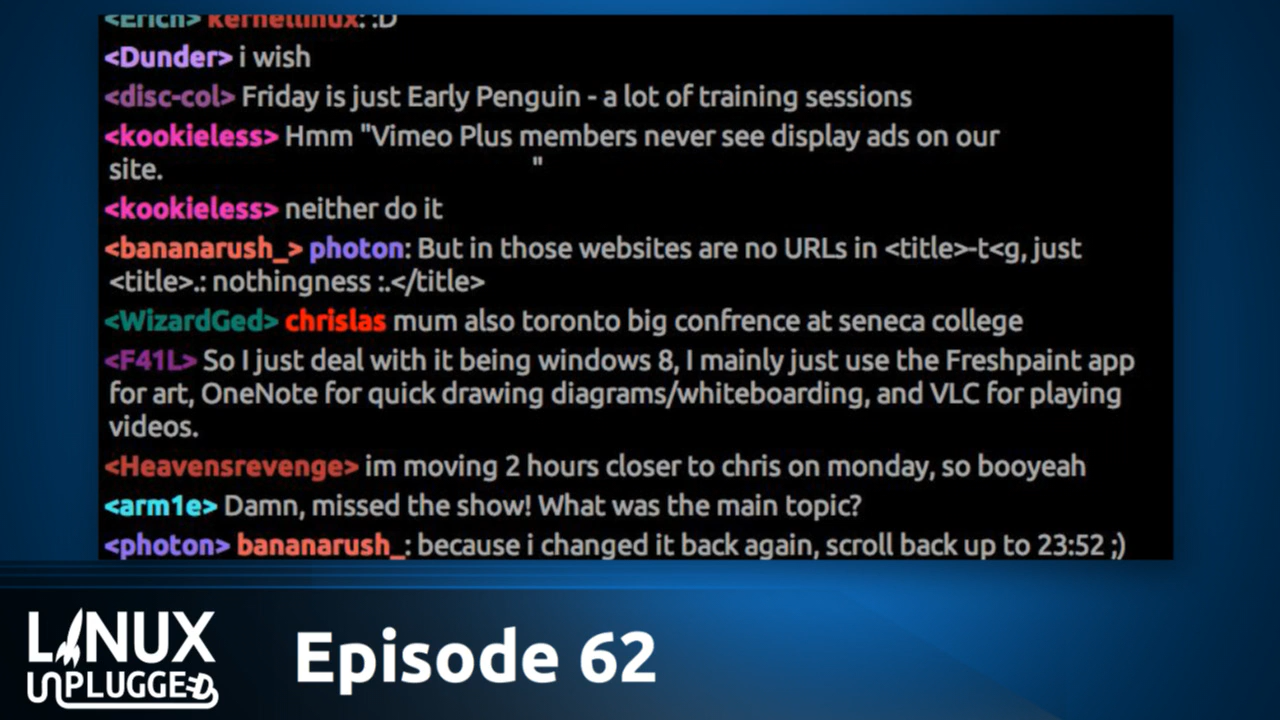 <Erich> kernellinux: :D
<Dunder> i wish
<disc-col> Friday is just Early Penguin - a lot of training sessions
<kookieless> Hmm "Vimeo Plus members never see display ads on our
site. "
<kookieless> neither do it
<bananarush_> photon: But in those websites are no URLs in <title>-t<g, just
<title>.: nothingness :.</title>
<WizardGed> chrislas mum also toronto big confrence at seneca college
<F41L> So I just deal with it being windows 8, I mainly just use the Freshpaint app
for art, OneNote for quick drawing diagrams/whiteboarding, and VLC for playing
videos.
<Heavensrevenge> im moving 2 hours closer to chris on monday, so booyeah
<arm1e> Damn, missed the show! What was the main topic?
<photon> bananarush_: because i changed it back again, scroll back up to 23:52 ;)
LINUX
UNPLUGGED
Episode 62